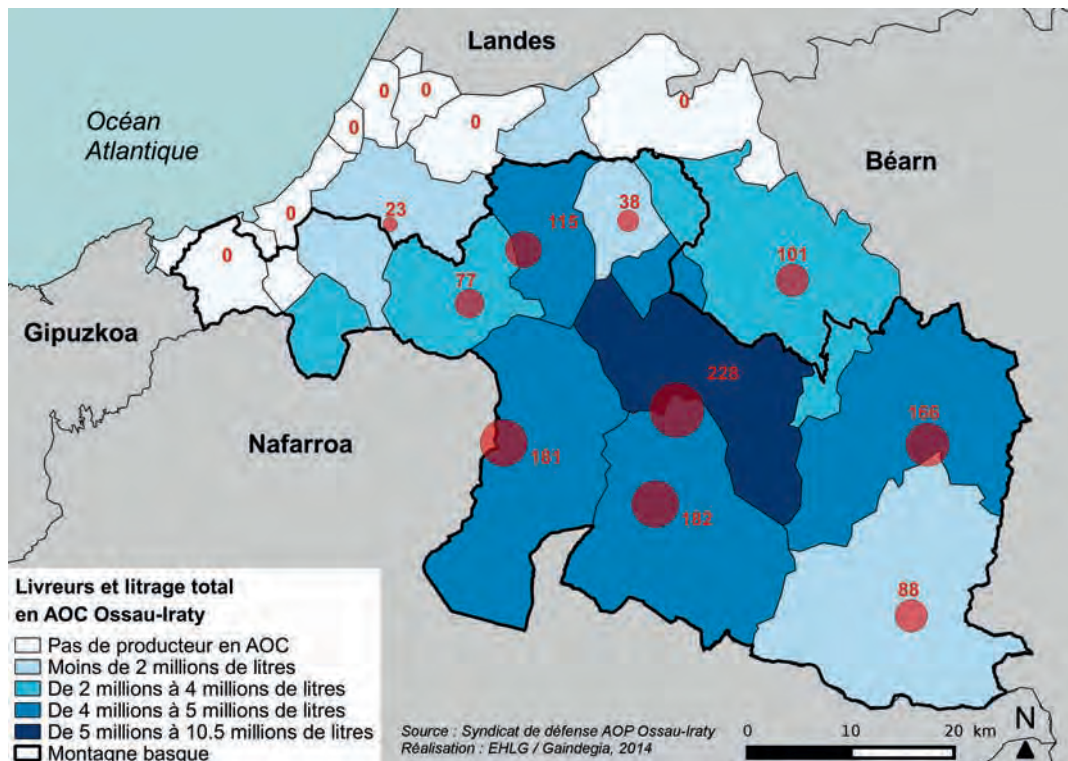 Landes
0
0
0
0
0
Océan
Atlantique
Béarn
0
23
38
115
0
77
101
Gipuzkoa
228
166
Nafarroa
181
182
88
Livreurs et litrage total
en AOC Ossau-Iraty
Pas de producteur en AOC
Moins de 2 millions de litres
De 2 millions à 4 millions de litres
De 4 millions à 5 millions de litres
De 5 millions à 10.5 millions de litres
Montagne basque
Source : Syndicat de défense AOP Ossau-Iraty
Réalisation : EHLG / Gaindegia, 2014
0 10 20 km
N